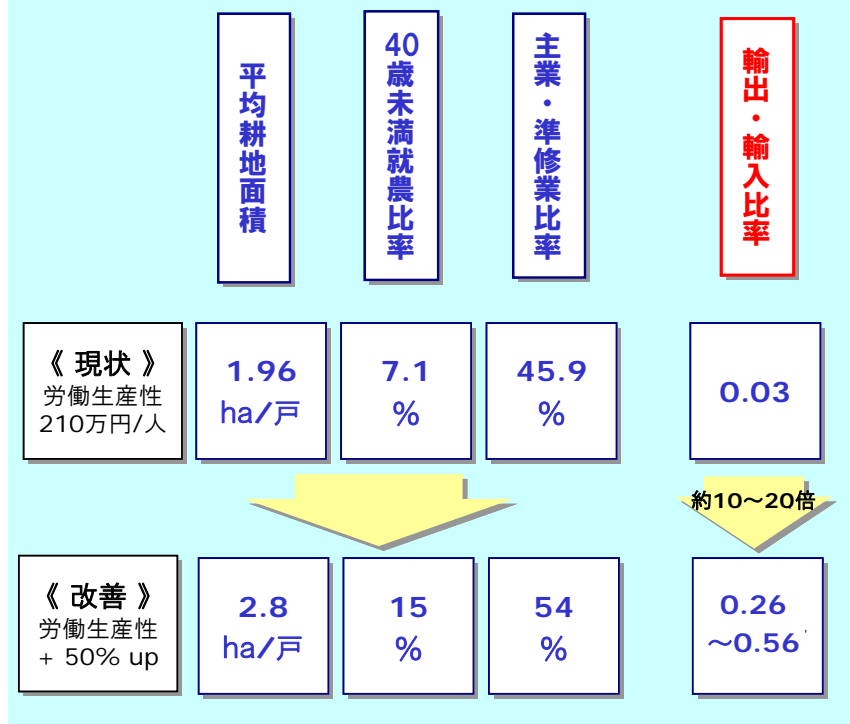 平均耕地面積
40歳未満就農比率
主業・準修業比率
輸出・輸入比率
《 現状 》
労働生産性
210万円/人
1.96
ha/戸
7.1
%
45.9
%
0.03
約10～20倍
《 改善 》
労働生産性
+ 50% up
2.8
ha/戸
15
%
54
%
0.26
～0.56